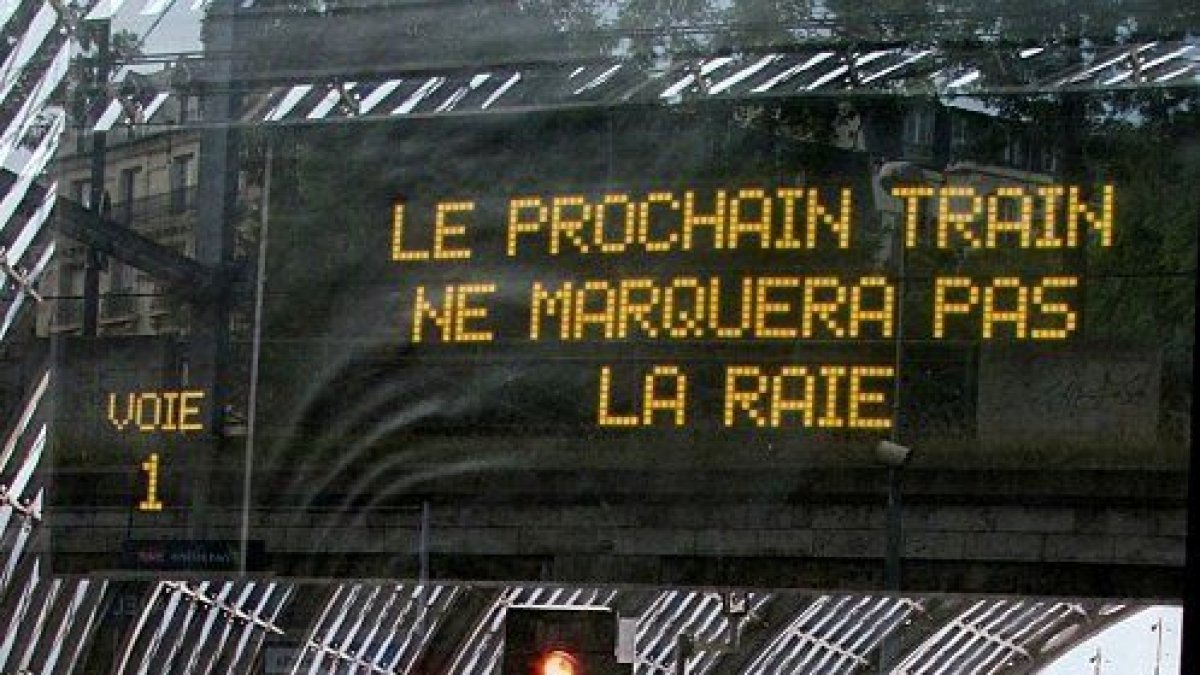 LE PROCHAIN TRAIN
NE MARQUERA PAS
LA RAIE
VOIE
1